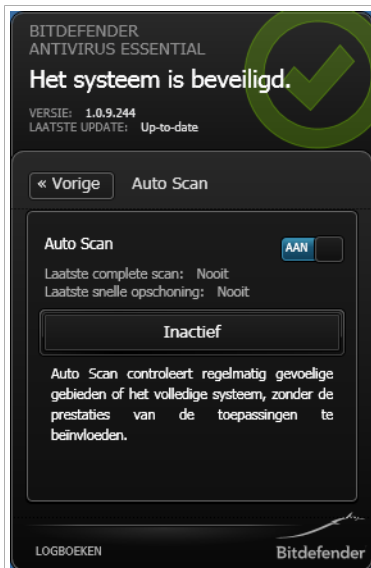 BITDEFENDER
ANTIVIRUS ESSENTIAL
Het systeem is beveiligd.
VERSIE: 1.0.9.244
LAATSTE UPDATE: Up-to-date
« Vorige Auto Scan
Auto Scan AAN
Laatste complete scan: Nooit
Laatste snelle opschoning: Nooit
Inactief
Auto Scan controleert regelmatig gevoelige
gebieden of het volledige systeem, zonder de
prestaties van de toepassingen te
beïnvloeden.
LOGBOEKEN Bitdefender